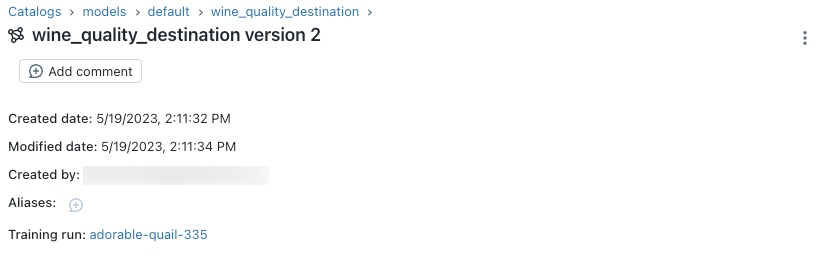 Catalogs > models > default > wine_quality_destination >
wine_quality_destination version 2
Add comment
Created date: 5/19/2023, 2:11:32 PM
Modified date: 5/19/2023, 2:11:34 PM
Created by:
Aliases:
Training run: adorable-quail-335